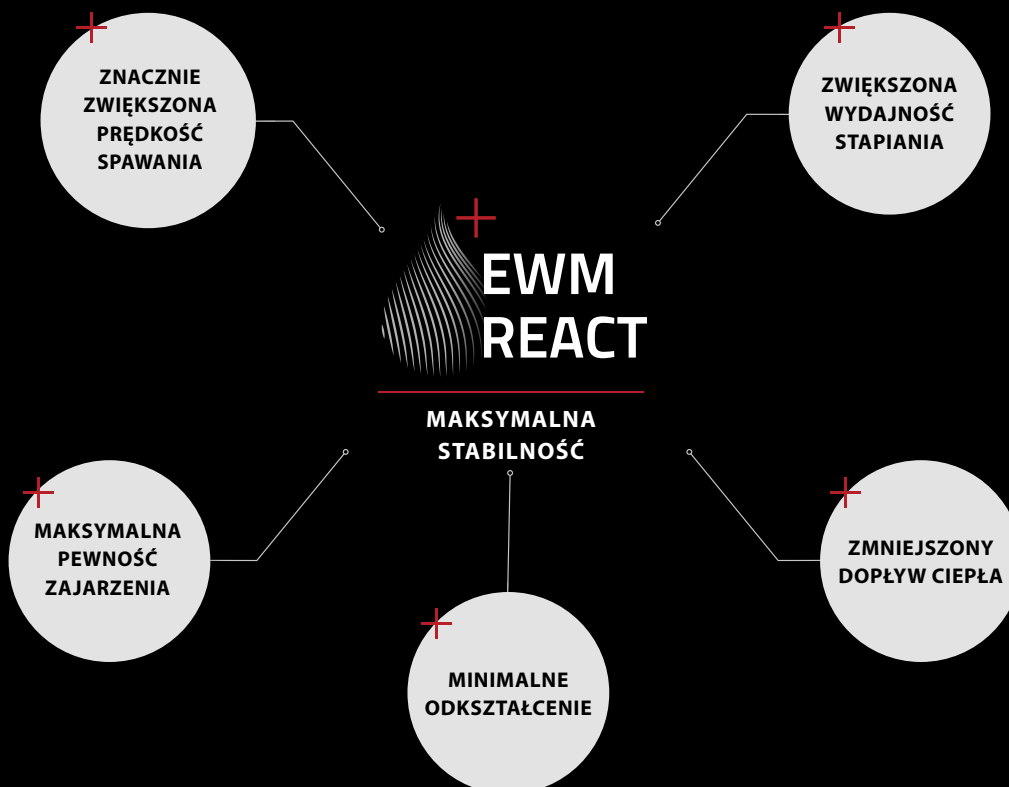 ZNACZNIE
ZWIĘKSZONA
PRĘDKOŚĆ
SPAWANIA
ZWIĘKSZONA
WYDAJNOŚĆ
STAPIANIA
EWM
REACT
MAKSYMALNA
STABILNOŚĆ
MAKSYMALNA
PEWNOŚĆ
ZAJARZENIA
ZMNIEJSZONY
DOPŁYW CIEPŁA
MINIMALNE
ODKSZTAŁCENIE